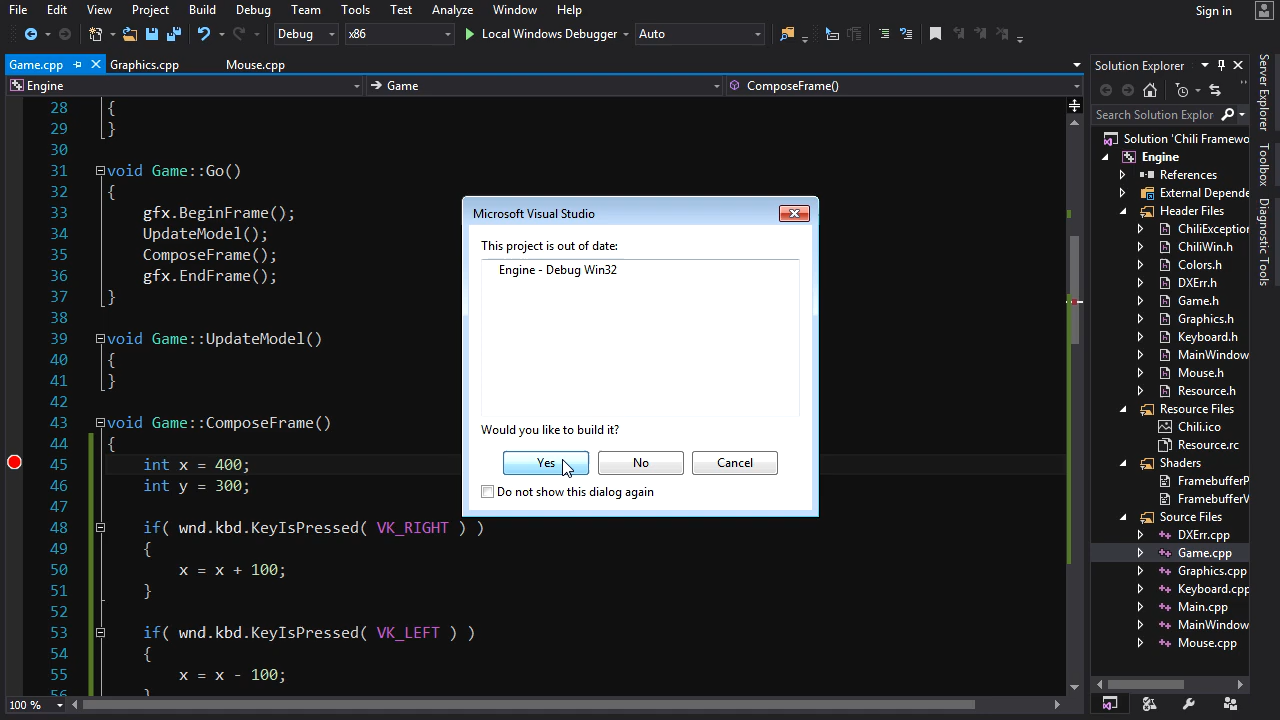 File Edit View Project Build Debug Team Tools Test Analyze Window Help Sign in
Debug x86 Local Windows Debugger Auto
Game.cpp Graphics.cpp Mouse.cpp
Engine Game ComposeFrame()
28 {
29 }
30
31 void Game::Go()
32 {
33 gfx.BeginFrame();
34 UpdateModel();
35 ComposeFrame();
36 gfx.EndFrame();
37 }
38
39 void Game::UpdateModel()
40 {
41 }
42
43 void Game::ComposeFrame()
44 {
45 int x = 400;
46 int y = 300;
47
48 if( wnd.kbd.KeyIsPressed( VK_RIGHT ) )
49 {
50 x = x + 100;
51 }
52
53 if( wnd.kbd.KeyIsPressed( VK_LEFT ) )
54 {
55 x = x - 100;
56 }
100 %
Microsoft Visual Studio
This project is out of date:
Engine - Debug Win32
Would you like to build it?
Yes No Cancel
Do not show this dialog again
Solution Explorer
Search Solution Explor
Solution 'Chili Framewo
Engine
References
External Depende
Header Files
ChiliException
ChiliWin.h
Colors.h
DXErr.h
Game.h
Graphics.h
Keyboard.h
MainWindow
Mouse.h
Resource.h
Resource Files
Chili.ico
Resource.rc
Shaders
FramebufferP
FramebufferV
Source Files
DXErr.cpp
Game.cpp
Graphics.cpp
Keyboard.cpp
Main.cpp
MainWindow
Mouse.cpp
Server Explorer
Toolbox
Diagnostic Tools